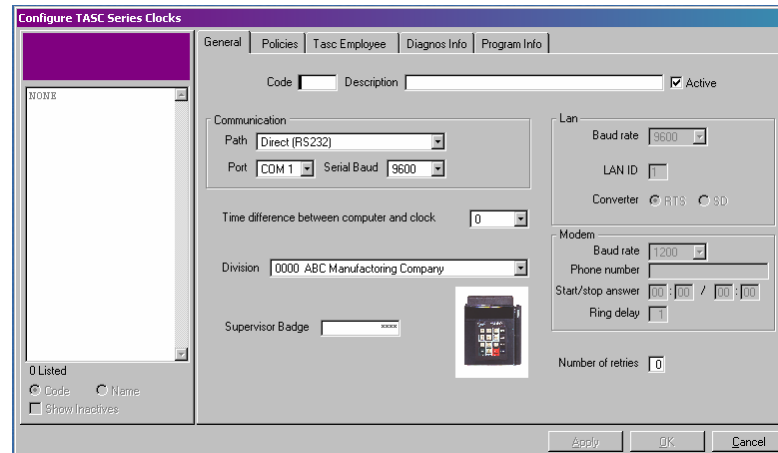 Configure TASC Series Clocks
NONE
0 Listed
Code Name
Show Inactives
General Policies Tasc Employee Diagnos Info Program Info
Code Description Active
Communication
Path Direct (RS232)
Port COM 1 Serial Baud 9600
Time difference between computer and clock 0
Division 0000 ABC Manufactoring Company
Supervisor Badge ××××
Lan
Baud rate 9600
LAN ID 1
Converter RTS SD
Modem
Baud rate 1200
Phone number
Start/stop answer 00 : 00 / 00 : 00
Ring delay 1
Number of retries 0
Apply OK Cancel